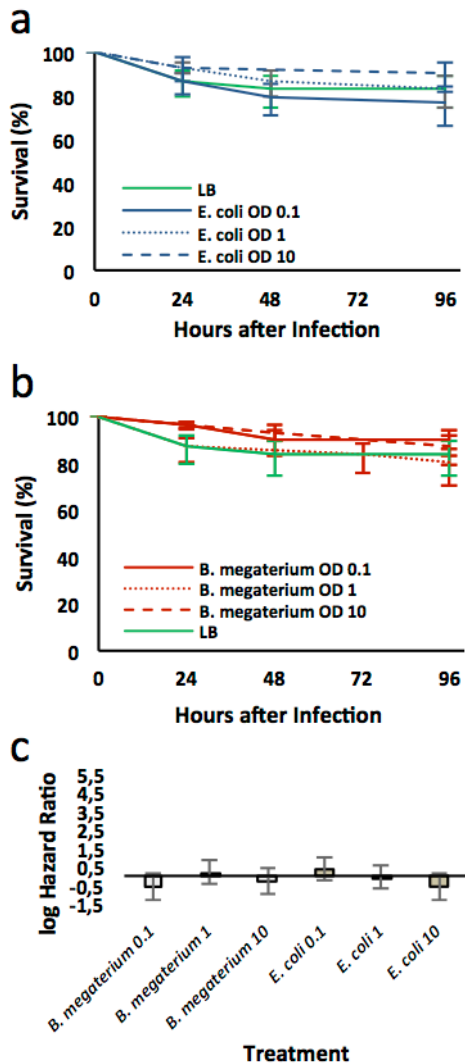 a
100
80
60
40
20
0
Survival (%)
LB
E. coli OD 0.1
E. coli OD 1
E. coli OD 10
0 24 48 72 96
Hours after Infection
b
100
80
60
40
20
0
Survival (%)
B. megaterium OD 0.1
B. megaterium OD 1
B. megaterium OD 10
LB
0 24 48 72 96
Hours after Infection
c
5,5
4,5
3,5
2,5
1,5
0,5
-0,5
-1,5
log Hazard Ratio
B. megaterium 0.1
B. megaterium 1
B. megaterium 10
E. coli 0.1
E. coli 1
E. coli 10
Treatment